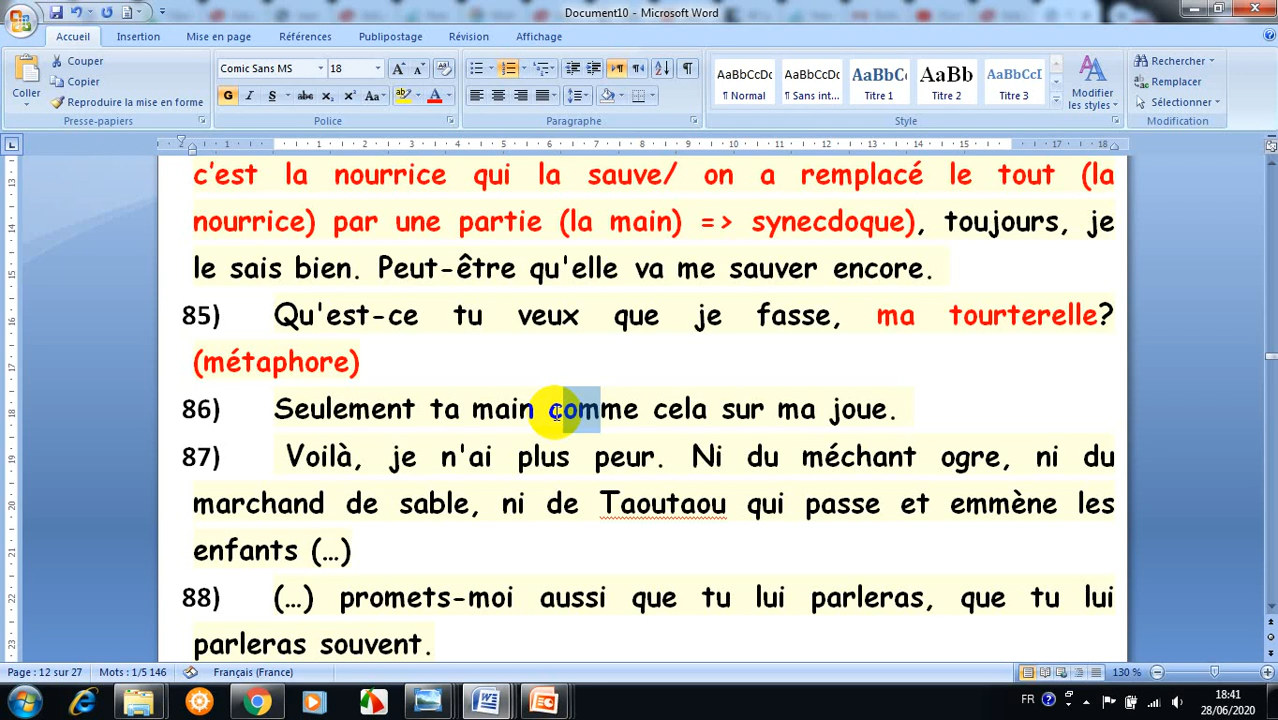 Document10 - Microsoft Word
Accueil Insertion Mise en page Références Publipostage Révision Affichage
Coller
Couper
Copier
Reproduire la mise en forme
Presse-papiers
Comic Sans MS 18
Police
Paragraphe
AaBbCcDc AaBbCcDc AaBbC AaBb AaBbCcI
¶ Normal ¶ Sans int... Titre 1 Titre 2 Titre 3
Modifier
les styles
Style
Rechercher
Remplacer
Sélectionner
Modification
c'est la nourrice qui la sauve/ on a remplacé le tout (la
nourrice) par une partie (la main) => synecdoque), toujours, je
le sais bien. Peut-être qu'elle va me sauver encore.
85) Qu'est-ce tu veux que je fasse, ma tourterelle?
(métaphore)
86) Seulement ta main comme cela sur ma joue.
87) Voilà, je n'ai plus peur. Ni du méchant ogre, ni du
marchand de sable, ni de Taoutaou qui passe et emmène les
enfants (…)
88) (…) promets-moi aussi que tu lui parleras, que tu lui
parleras souvent.
Page : 12 sur 27 Mots : 1/5 146 Français (France) 130 %
FR 18:41
28/06/2020